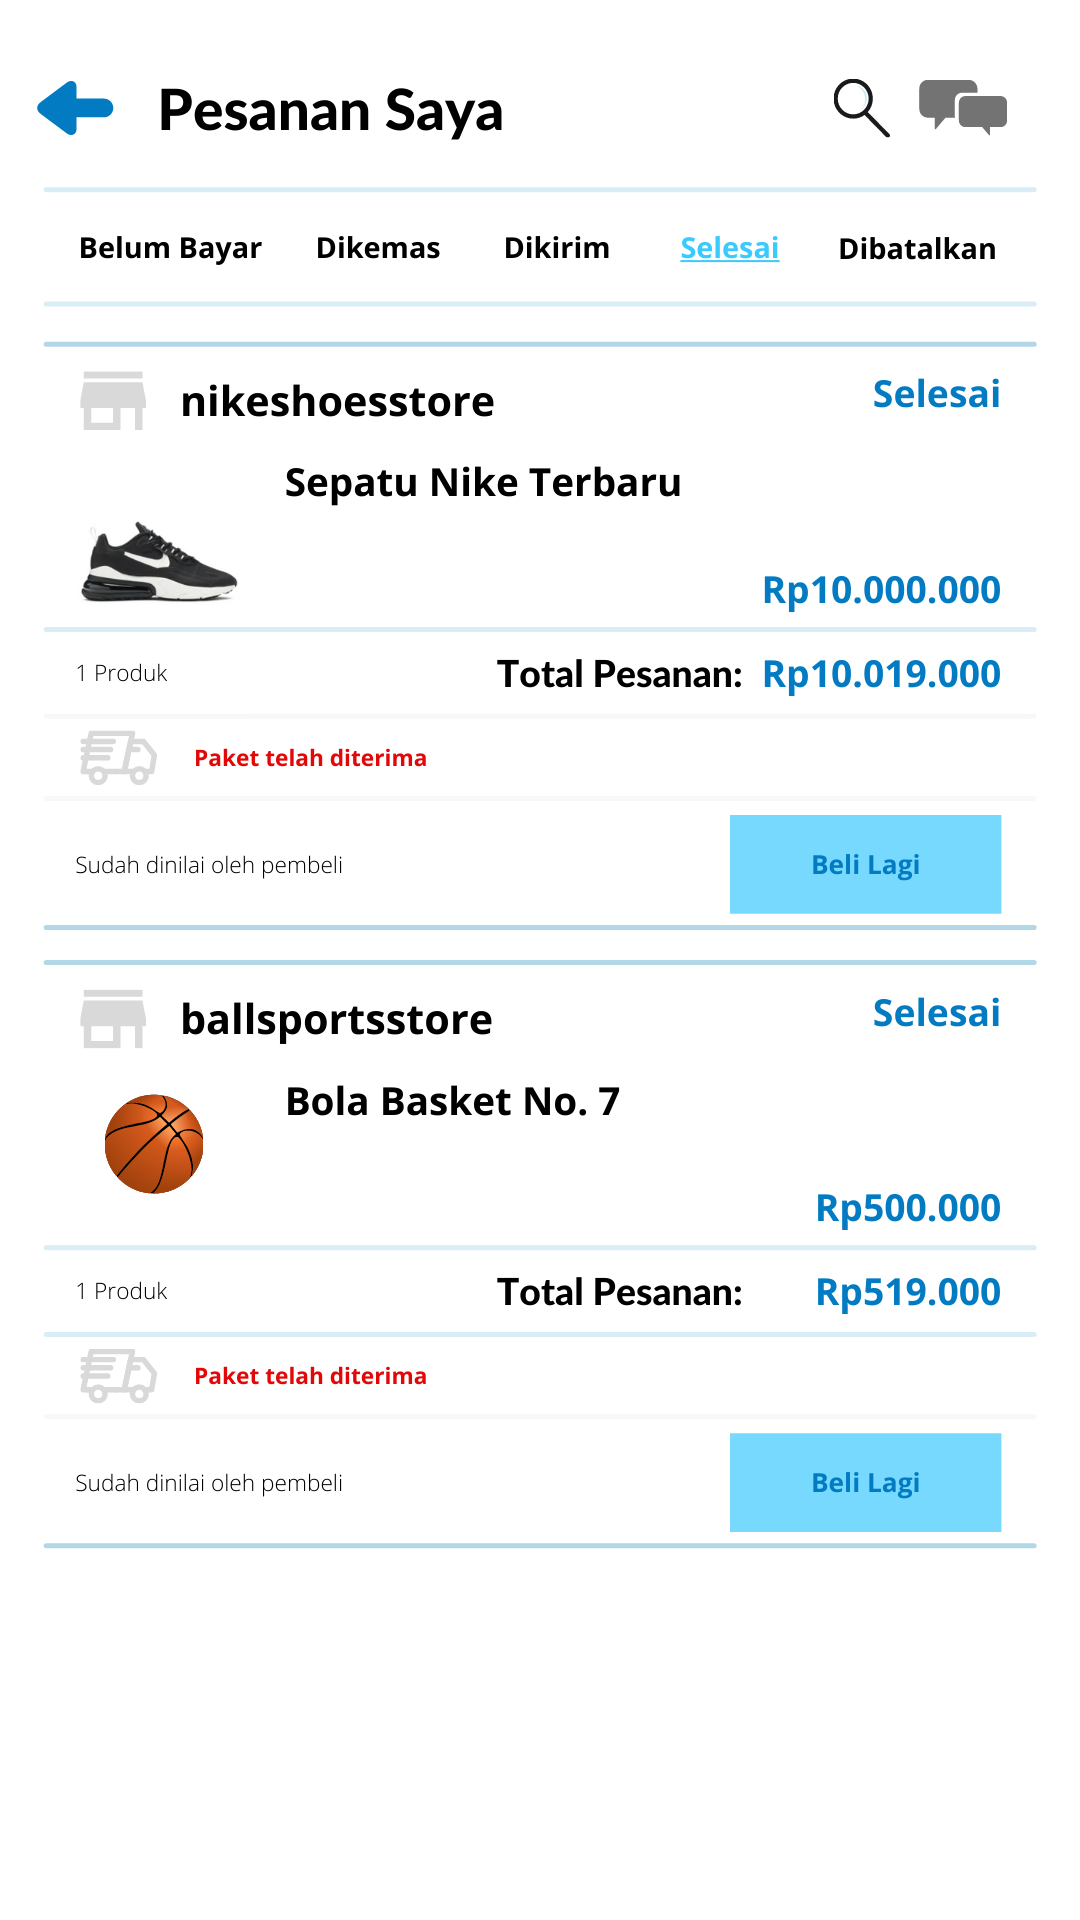 Pesanan Saya
Belum Bayar Dikemas Dikirim Selesai Dibatalkan
nikeshoesstore Selesai
Sepatu Nike Terbaru
Rp10.000.000
1 Produk Total Pesanan: Rp10.019.000
Paket telah diterima
Sudah dinilai oleh pembeli Beli Lagi
ballsportsstore Selesai
Bola Basket No. 7
Rp500.000
1 Produk Total Pesanan: Rp519.000
Paket telah diterima
Sudah dinilai oleh pembeli Beli Lagi